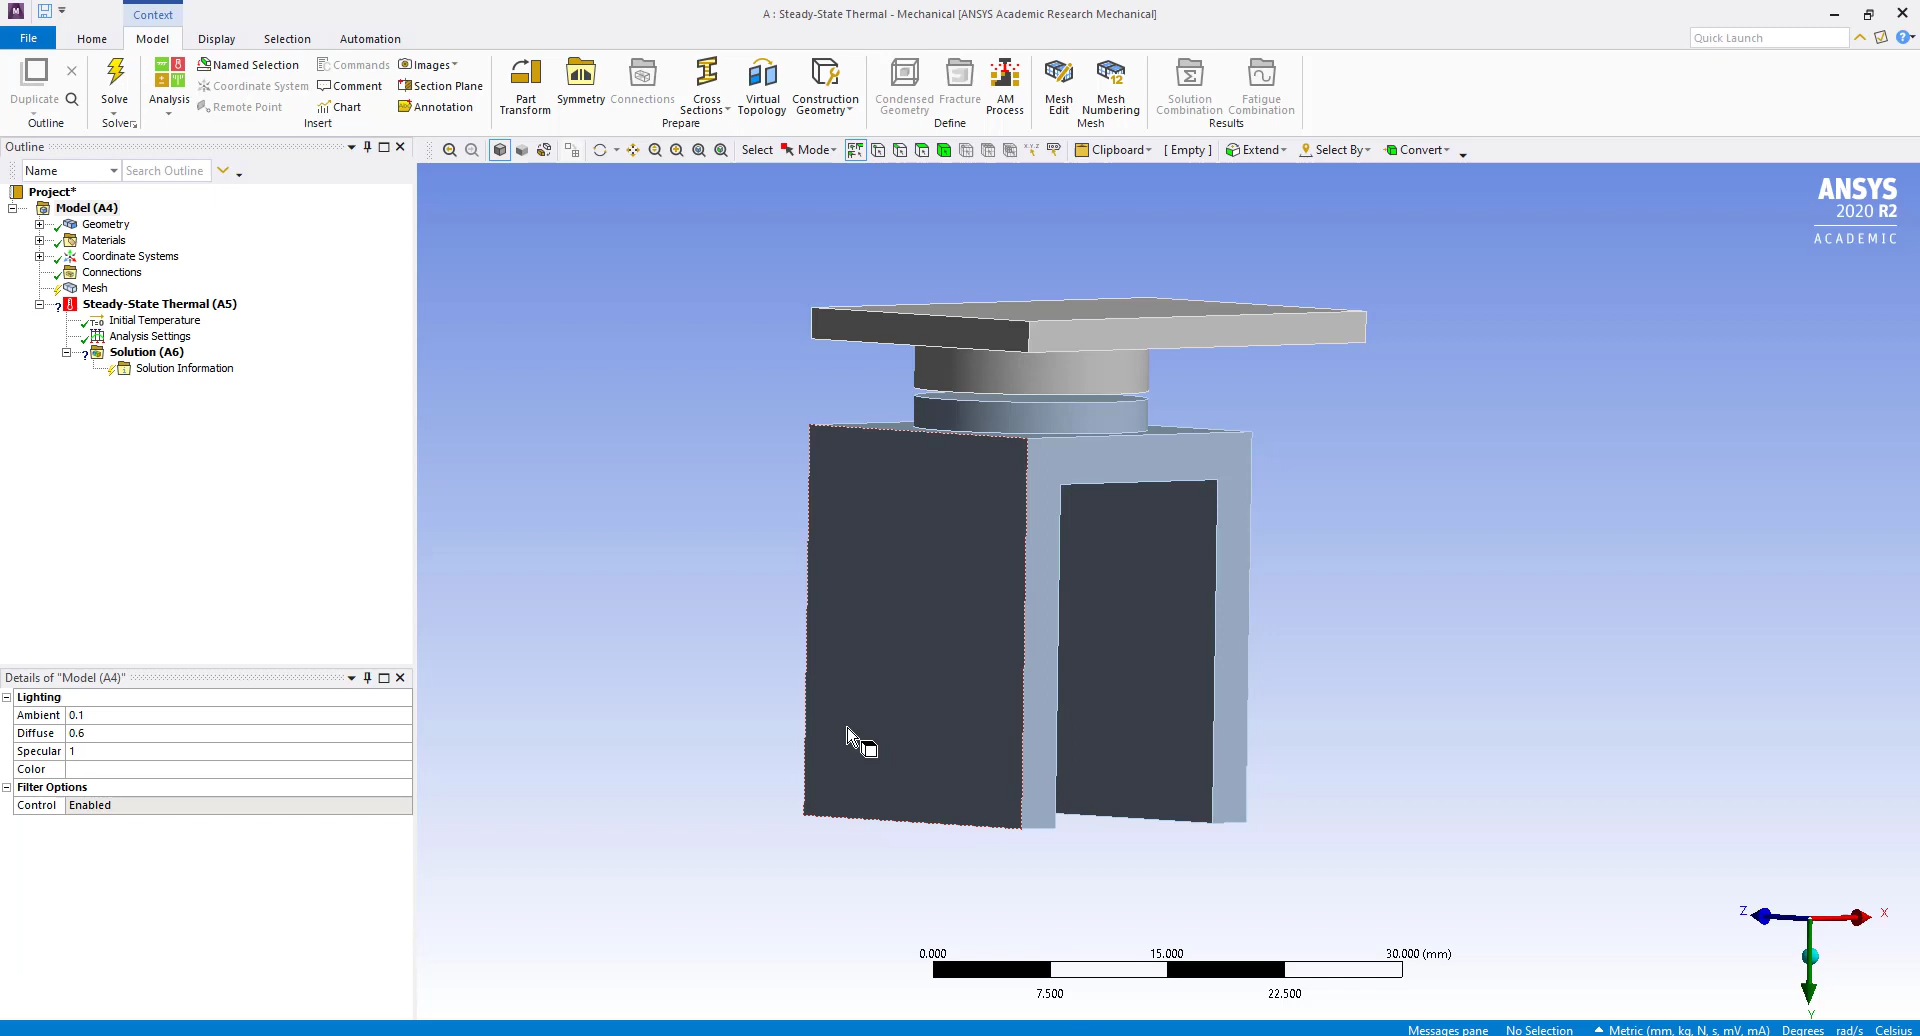 Context
A : Steady-State Thermal - Mechanical [ANSYS Academic Research Mechanical]
File Home Model Display Selection Automation
Quick Launch
Duplicate
Outline
Solve
Solver
Analysis
Named Selection
Coordinate System
Remote Point
Commands
Comment
Chart
Images
Section Plane
Annotation
Insert
Part Transform
Symmetry
Connections
Cross Sections
Virtual Topology
Construction Geometry
Prepare
Condensed Geometry
Fracture
AM Process
Define
Mesh Edit
Mesh Numbering
Mesh
Solution Combination
Fatigue Combination
Results
Outline
Name
Search Outline
Select Mode
Clipboard [ Empty ] Extend Select By Convert
Project*
Model (A4)
Geometry
Materials
Coordinate Systems
Connections
Mesh
Steady-State Thermal (A5)
Initial Temperature
Analysis Settings
Solution (A6)
Solution Information
Details of "Model (A4)"
Lighting
Ambient 0.1
Diffuse 0.6
Specular 1
Color
Filter Options
Control Enabled
ANSYS
2020 R2
ACADEMIC
Z
X
Y
0.000 15.000 30.000 (mm)
7.500 22.500
Messages pane No Selection Metric (mm, kg, N, s, mV, mA) Degrees rad/s Celsius